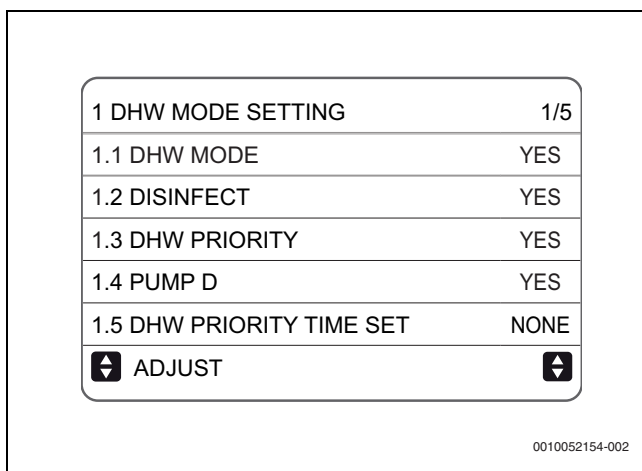 1 DHW MODE SETTING 1/5
1.1 DHW MODE YES
1.2 DISINFECT YES
1.3 DHW PRIORITY YES
1.4 PUMP D YES
1.5 DHW PRIORITY TIME SET NONE
ADJUST
0010052154-002